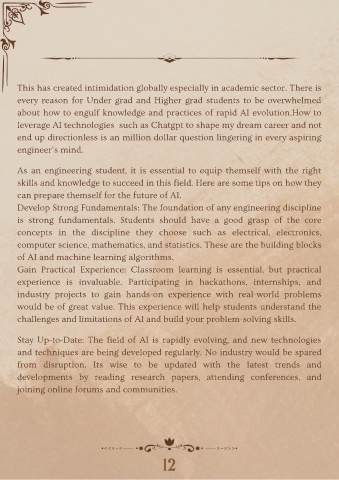 This has created intimidation globally especially in academic sector. There is
every reason for Under grad and Higher grad students to be overwhelmed
about how to engulf knowledge and practices of rapid AI evolution.How to
leverage AI technologies such as Chatgpt to shape my dream career and not
end up directionless is an million dollar question lingering in every aspiring
engineer's mind.
As an engineering student, it is essential to equip themself with the right
skills and knowledge to succeed in this field. Here are some tips on how they
can prepare themself for the future of AI.
Develop Strong Fundamentals: The foundation of any engineering discipline
is strong fundamentals. Students should have a good grasp of the core
concepts in the discipline they choose such as electrical, electronics,
computer science, mathematics, and statistics. These are the building blocks
of AI and machine learning algorithms.
Gain Practical Experience: Classroom learning is essential, but practical
experience is invaluable. Participating in hackathons, internships, and
industry projects to gain hands-on experience with real-world problems
would be of great value. This experience will help students understand the
challenges and limitations of AI and build your problem-solving skills.
Stay Up-to-Date: The field of AI is rapidly evolving, and new technologies
and techniques are being developed regularly. No industry would be spared
from disruption. Its wise to be updated with the latest trends and
developments by reading research papers, attending conferences, and
joining online forums and communities.
12